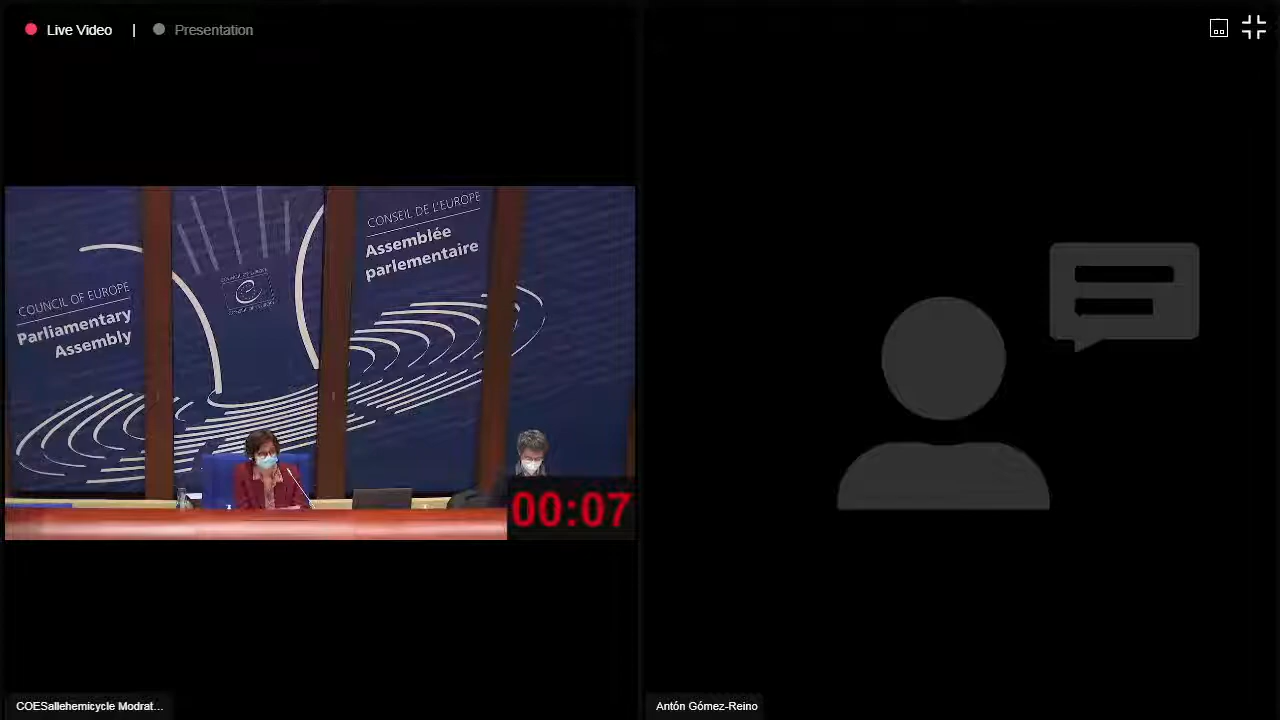 Live Video | Presentation
COUNCIL OF EUROPE
Parliamentary
Assembly
CONSEIL DE L'EUROPE
Assemblée
parlementaire
00:07
COESallehemicycle Modrat...
Antón Gómez-Reino